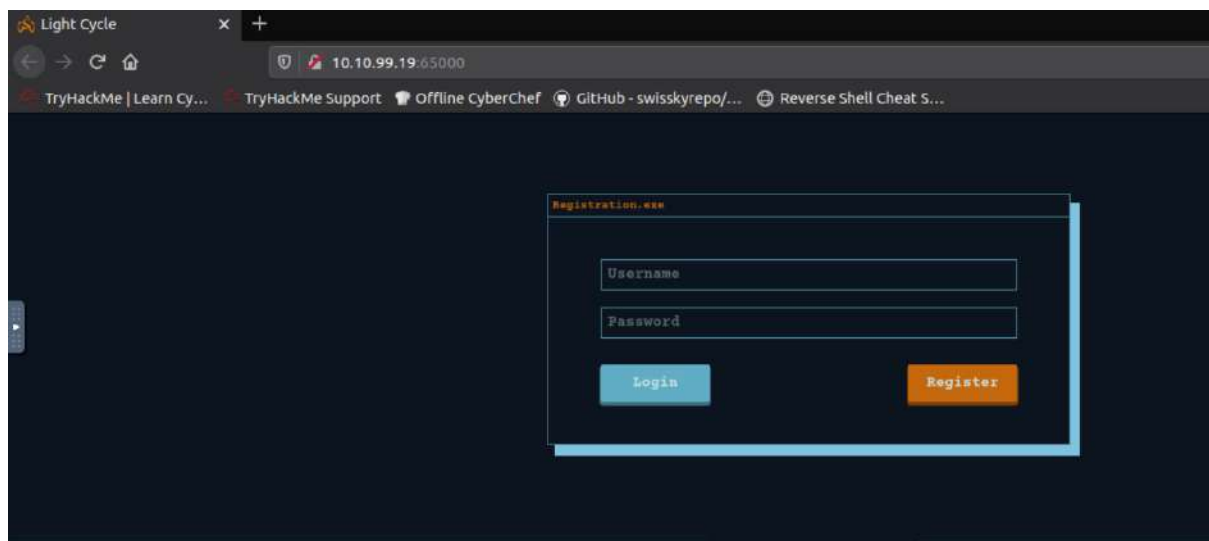 Light Cycle
10.10.99.19:65000
TryHackMe | Learn Cy... TryHackMe Support Offline CyberChef GitHub - swisskyrepo/... Reverse Shell Cheat S...
Registration.exe
Username
Password
Login Register